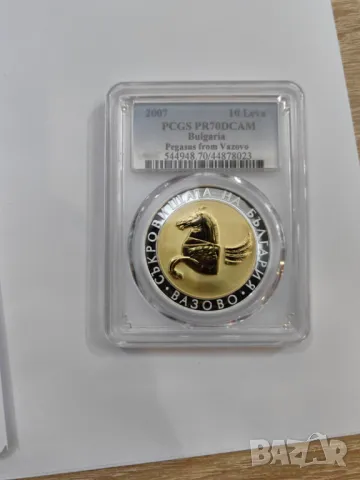 2007 10 Leva
PCGS PR70DCAM
Bulgaria
Pegasus from Vazovo
544948.70/44878023
СЪКРОВИЩАТА НА БЪЛГАРИЯ
• ВАЗОВО •
BAZAR